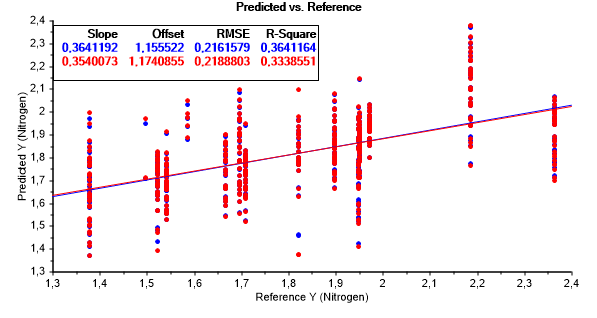 Predicted vs. Reference
Slope Offset RMSE R-Square
0,3641192 1,155522 0,2161579 0,3641164
0,3540073 1,1740855 0,2188803 0,3338551
Predicted Y (Nitrogen)
2,4
2,3
2,2
2,1
2
1,9
1,8
1,7
1,6
1,5
1,4
1,3
1,3 1,4 1,5 1,6 1,7 1,8 1,9 2 2,1 2,2 2,3 2,4
Reference Y (Nitrogen)